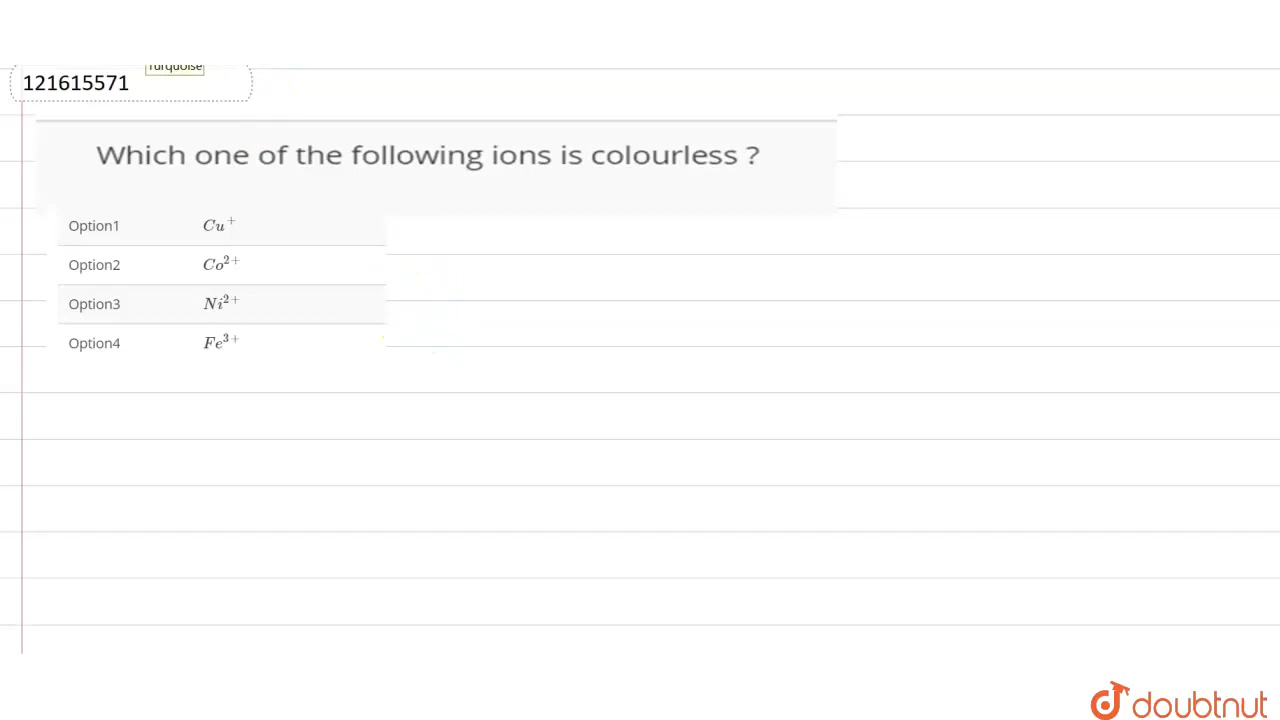 Turquoise
121615571
Which one of the following ions is colourless ?
Option1 Cu⁺
Option2 Co²⁺
Option3 Ni²⁺
Option4 Fe³⁺
doubtnut